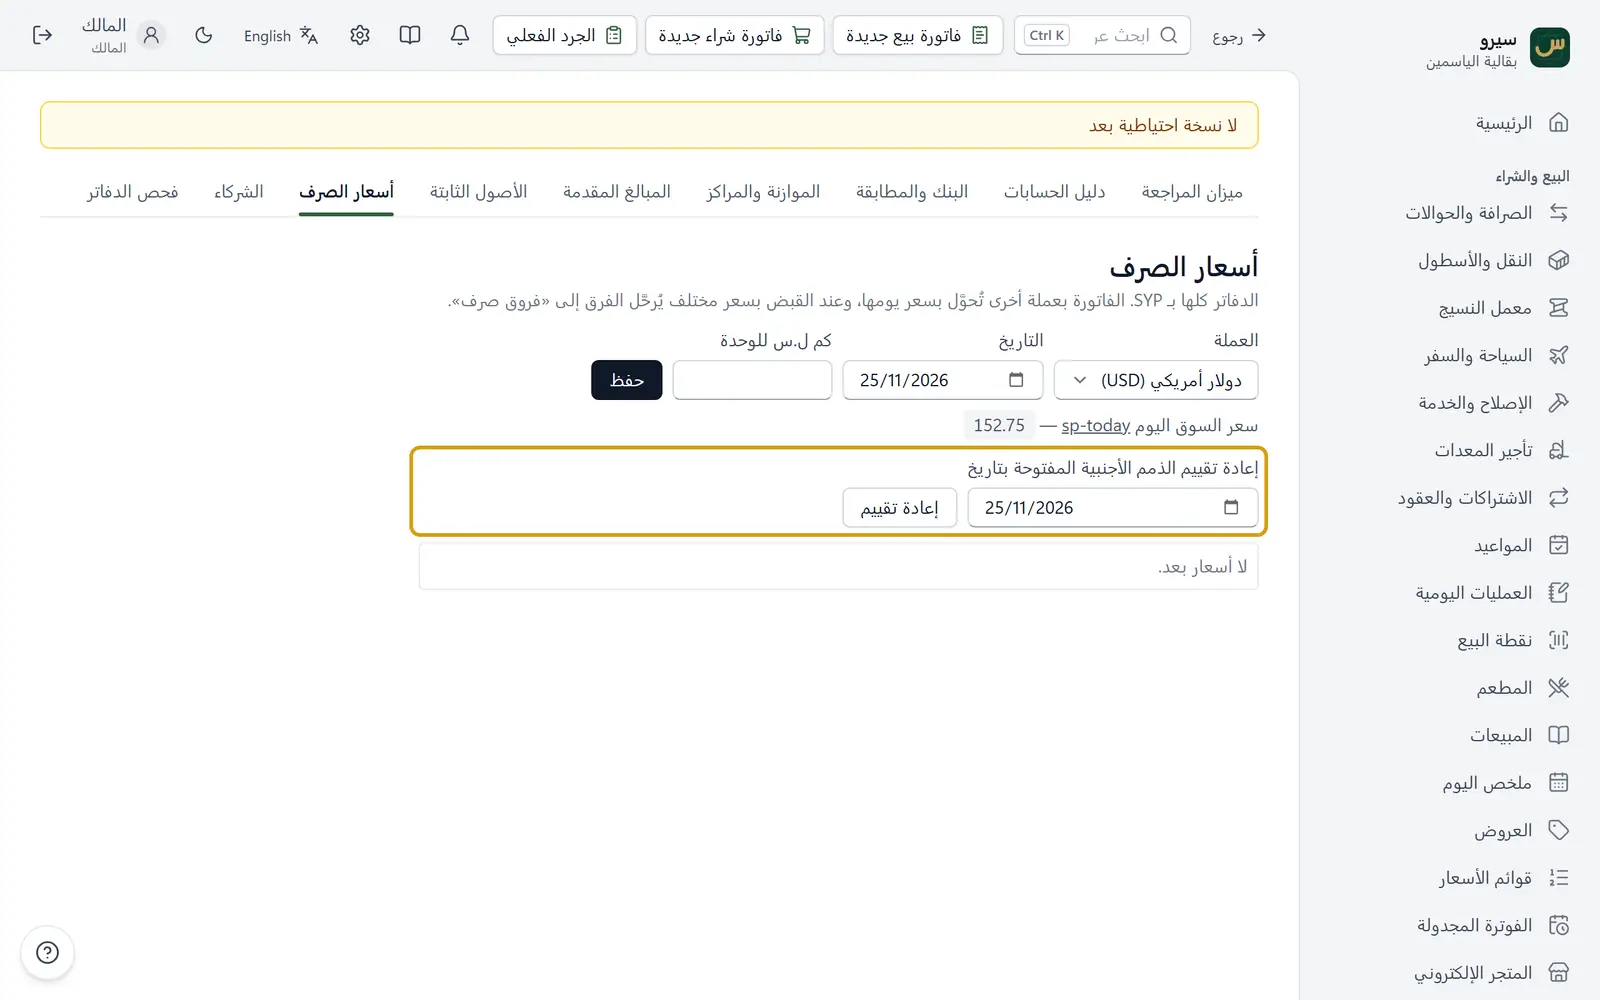 سيرو
بقالية الياسمين
رجوع
ابحث عر
Ctrl K
فاتورة بيع جديدة
فاتورة شراء جديدة
الجرد الفعلي
English
المالك
المالك
الرئيسية
البيع والشراء
الصرافة والحوالات
النقل والأسطول
معمل النسيج
السياحة والسفر
الإصلاح والخدمة
تأجير المعدات
الاشتراكات والعقود
المواعيد
العمليات اليومية
نقطة البيع
المطعم
المبيعات
ملخص اليوم
العروض
قوائم الأسعار
الفوترة المجدولة
المتجر الإلكتروني
لا نسخة احتياطية بعد
ميزان المراجعة
دليل الحسابات
البنك والمطابقة
الموازنة والمراكز
المبالغ المقدمة
الأصول الثابتة
أسعار الصرف
الشركاء
فحص الدفاتر
أسعار الصرف
الدفاتر كلها بـ SYP. الفاتورة بعملة أخرى تُحوَّل بسعر يومها، وعند القبض بسعر مختلف يُرحَّل الفرق إلى «فروق صرف».
العملة
التاريخ
كم ل.س للوحدة
دولار أمريكي (USD)
25/11/2026
حفظ
سعر السوق اليوم sp-today — 152.75
إعادة تقييم الذمم الأجنبية المفتوحة بتاريخ
25/11/2026
إعادة تقييم
لا أسعار بعد.